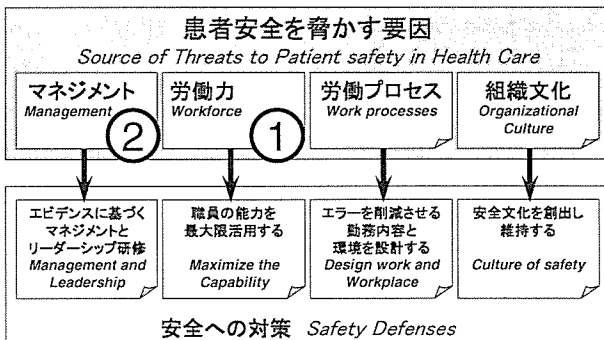 患者安全を脅かす要因
Source of Threats to Patient safety in Health Care
マネジメント
Management
②
労働力
Workforce
①
労働プロセス
Work processes
組織文化
Organizational
Culture
エビデンスに基づく
マネジメントと
リーダーシップ研修
Management and
Leadership
職員の能力を
最大限活用する
Maximize the
Capability
エラーを削減させる
勤務内容と
環境を設計する
Design work and
Workplace
安全文化を創出し
維持する
Culture of safety
安全への対策 Safety Defenses